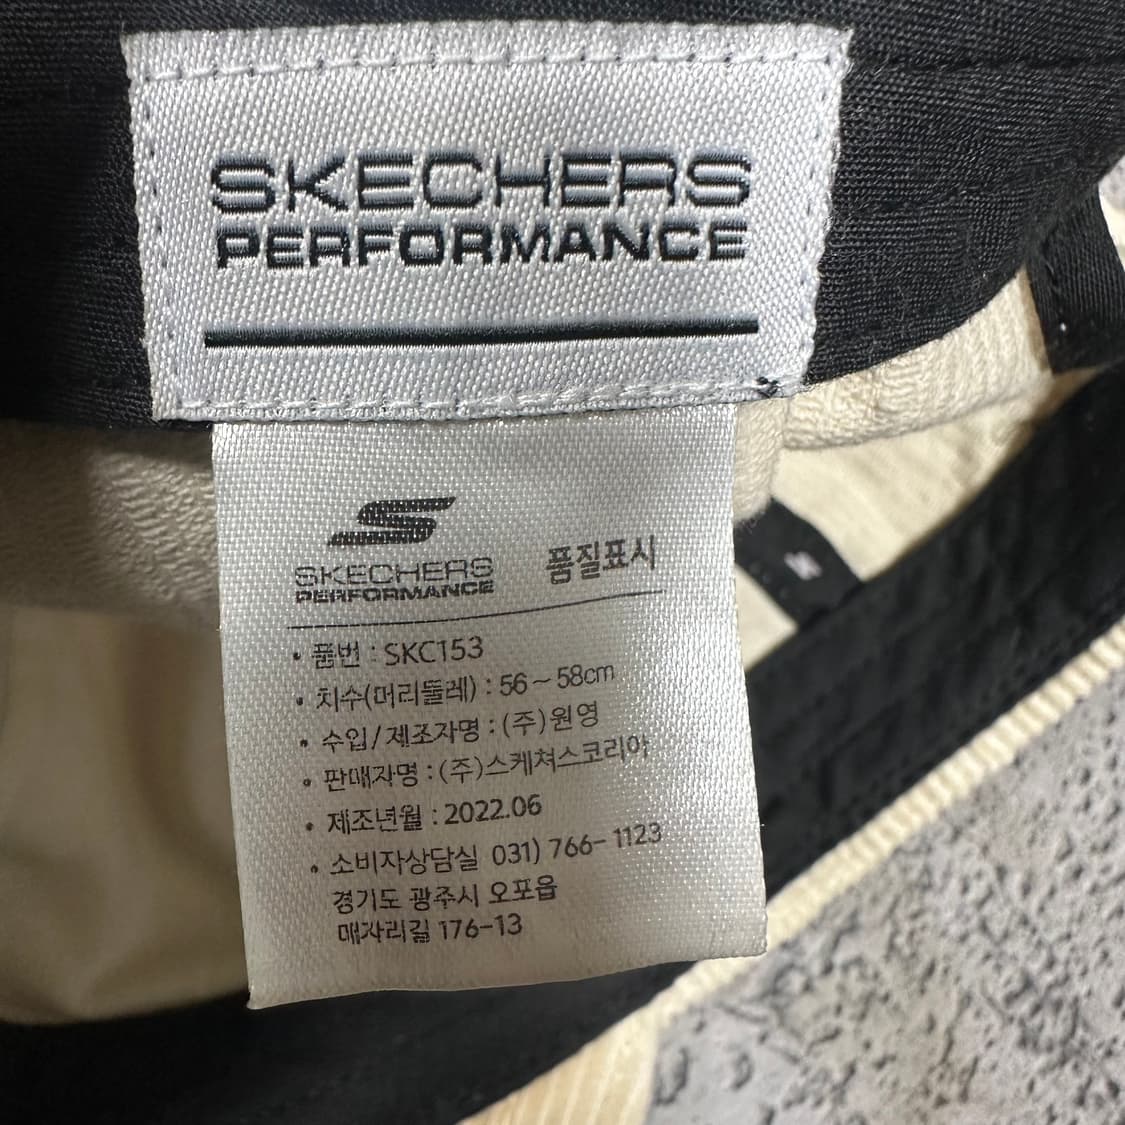 SKECHERS
PERFORMANCE
SKECHERS
PERFORMANCE
품질표시
• 품번 : SKC153
• 치수(머리둘레) : 56~58cm
• 수입/제조자명 : (주)원영
• 판매자명 : (주)스케쳐스코리아
• 제조년월 : 2022.06
• 소비자상담실 031) 766-1123
경기도 광주시 오포읍
매자리길 176-13